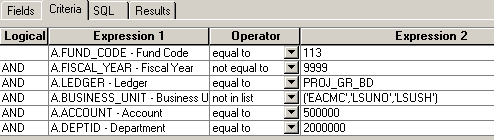 Fields Criteria SQL Results
Logical Expression 1 Operator Expression 2
A.FUND_CODE - Fund Code equal to 113
AND A.FISCAL_YEAR - Fiscal Year not equal to 9999
AND A.LEDGER - Ledger equal to PROJ_GR_BD
AND A.BUSINESS_UNIT - Business U not in list ('EACMC','LSUNO','LSUSH')
AND A.ACCOUNT - Account equal to 500000
AND A.DEPTID - Department equal to 2000000